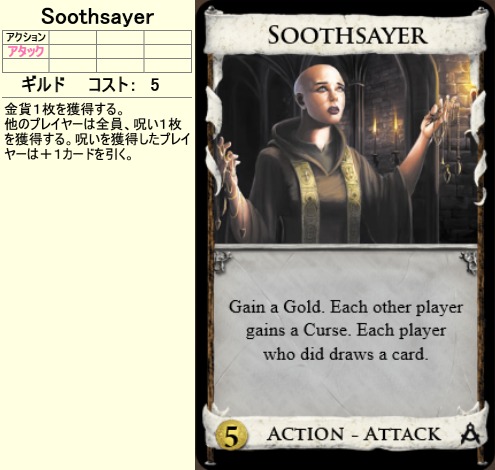 Soothsayer
アクション
アタック
ギルド コスト: 5
金貨1枚を獲得する。
他のプレイヤーは全員、呪い1枚
を獲得する。呪いを獲得したプレイ
ヤーは+1カードを引く。
SOOTHSAYER
Gain a Gold. Each other player
gains a Curse. Each player
who did draws a card.
5 ACTION - ATTACK